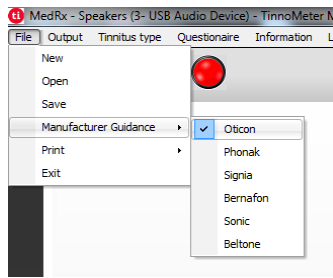 ti MedRx - Speakers (3- USB Audio Device) - TinnoMeter M
File Output Tinnitus type Questionaire Information L
New
Open
Save
Manufacturer Guidance
Print
Exit
Oticon
Phonak
Signia
Bernafon
Sonic
Beltone